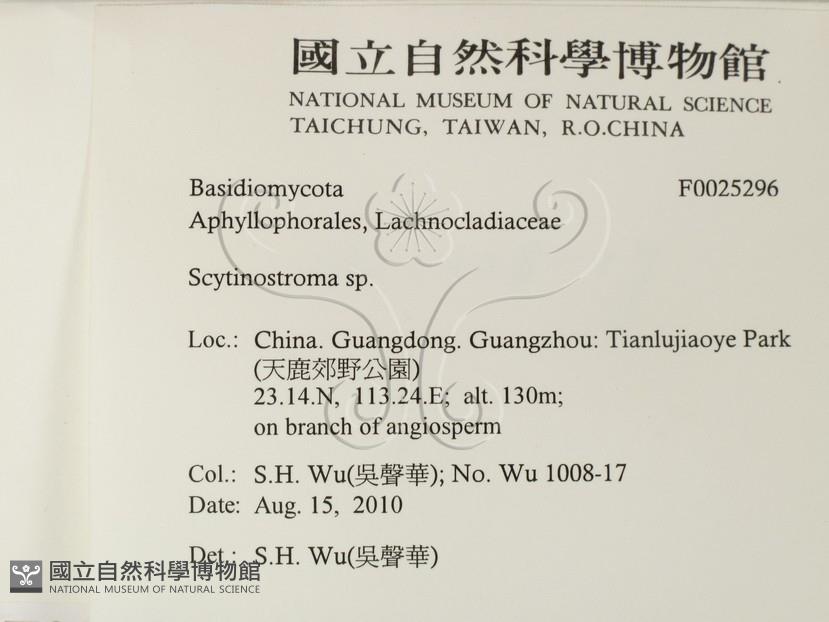 國立自然科學博物館
NATIONAL MUSEUM OF NATURAL SCIENCE
TAICHUNG, TAIWAN, R.O.CHINA
Basidiomycota F0025296
Aphyllophorales, Lachnocladiaceae
Scytinostroma sp.
Loc.: China. Guangdong. Guangzhou: Tianlujiaoye Park
(天鹿郊野公園)
23.14.N, 113.24.E; alt. 130m;
on branch of angiosperm
Col.: S.H. Wu(吳聲華); No. Wu 1008-17
Date: Aug. 15, 2010
Det.: S.H. Wu(吳聲華)
國立自然科學博物館
NATIONAL MUSEUM OF NATURAL SCIENCE